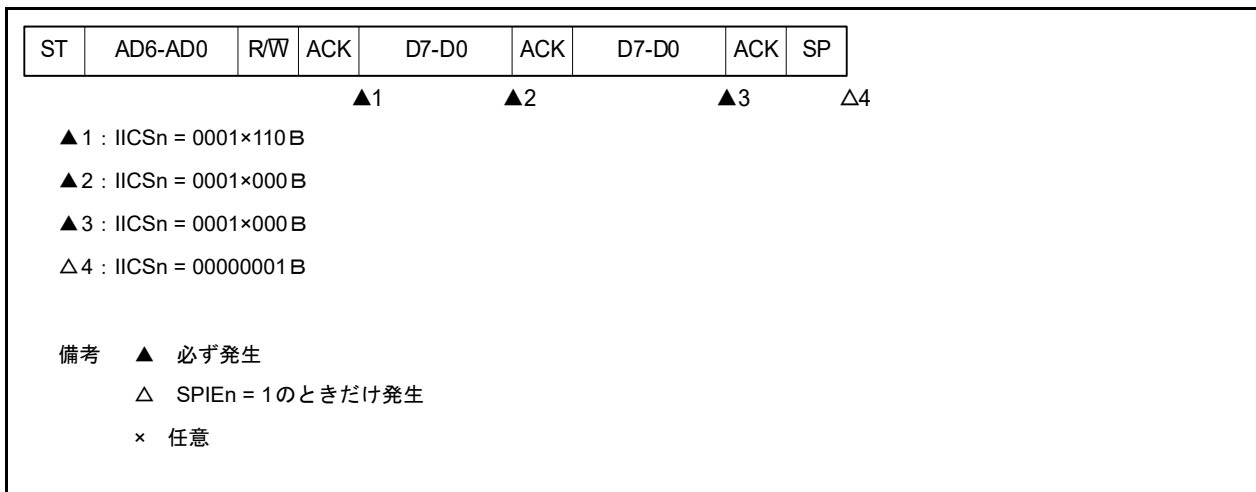 ST AD6-AD0 R/W̅ ACK D7-D0 ACK D7-D0 ACK SP
▲1 ▲2 ▲3 △4
▲1：IICSn = 0001×110B
▲2：IICSn = 0001×000B
▲3：IICSn = 0001×000B
△4：IICSn = 00000001B
備考 ▲ 必ず発生
△ SPIEn = 1のときだけ発生
× 任意